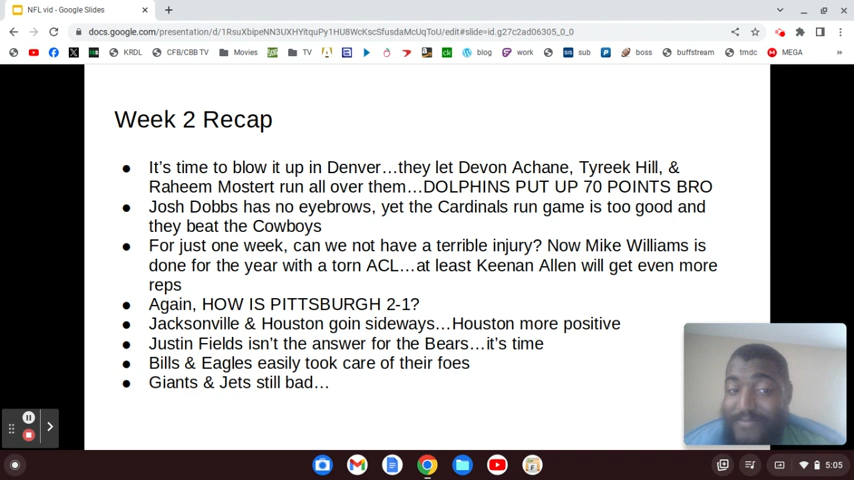 NFL vid - Google Slides
docs.google.com/presentation/d/1RsuXbipeNN3UXHYitquPy1HU8WcKscSfusdaMcUqToU/edit#slide=id.g27c2ad06305_0_0
KRDL CFB/CBB TV Movies TV blog work sub boss buffstream tmdc MEGA
Week 2 Recap
● It's time to blow it up in Denver…they let Devon Achane, Tyreek Hill, &
Raheem Mostert run all over them…DOLPHINS PUT UP 70 POINTS BRO
● Josh Dobbs has no eyebrows, yet the Cardinals run game is too good and
they beat the Cowboys
● For just one week, can we not have a terrible injury? Now Mike Williams is
done for the year with a torn ACL…at least Keenan Allen will get even more
reps
● Again, HOW IS PITTSBURGH 2-1?
● Jacksonville & Houston goin sideways…Houston more positive
● Justin Fields isn't the answer for the Bears…it's time
● Bills & Eagles easily took care of their foes
● Giants & Jets still bad…
5:05